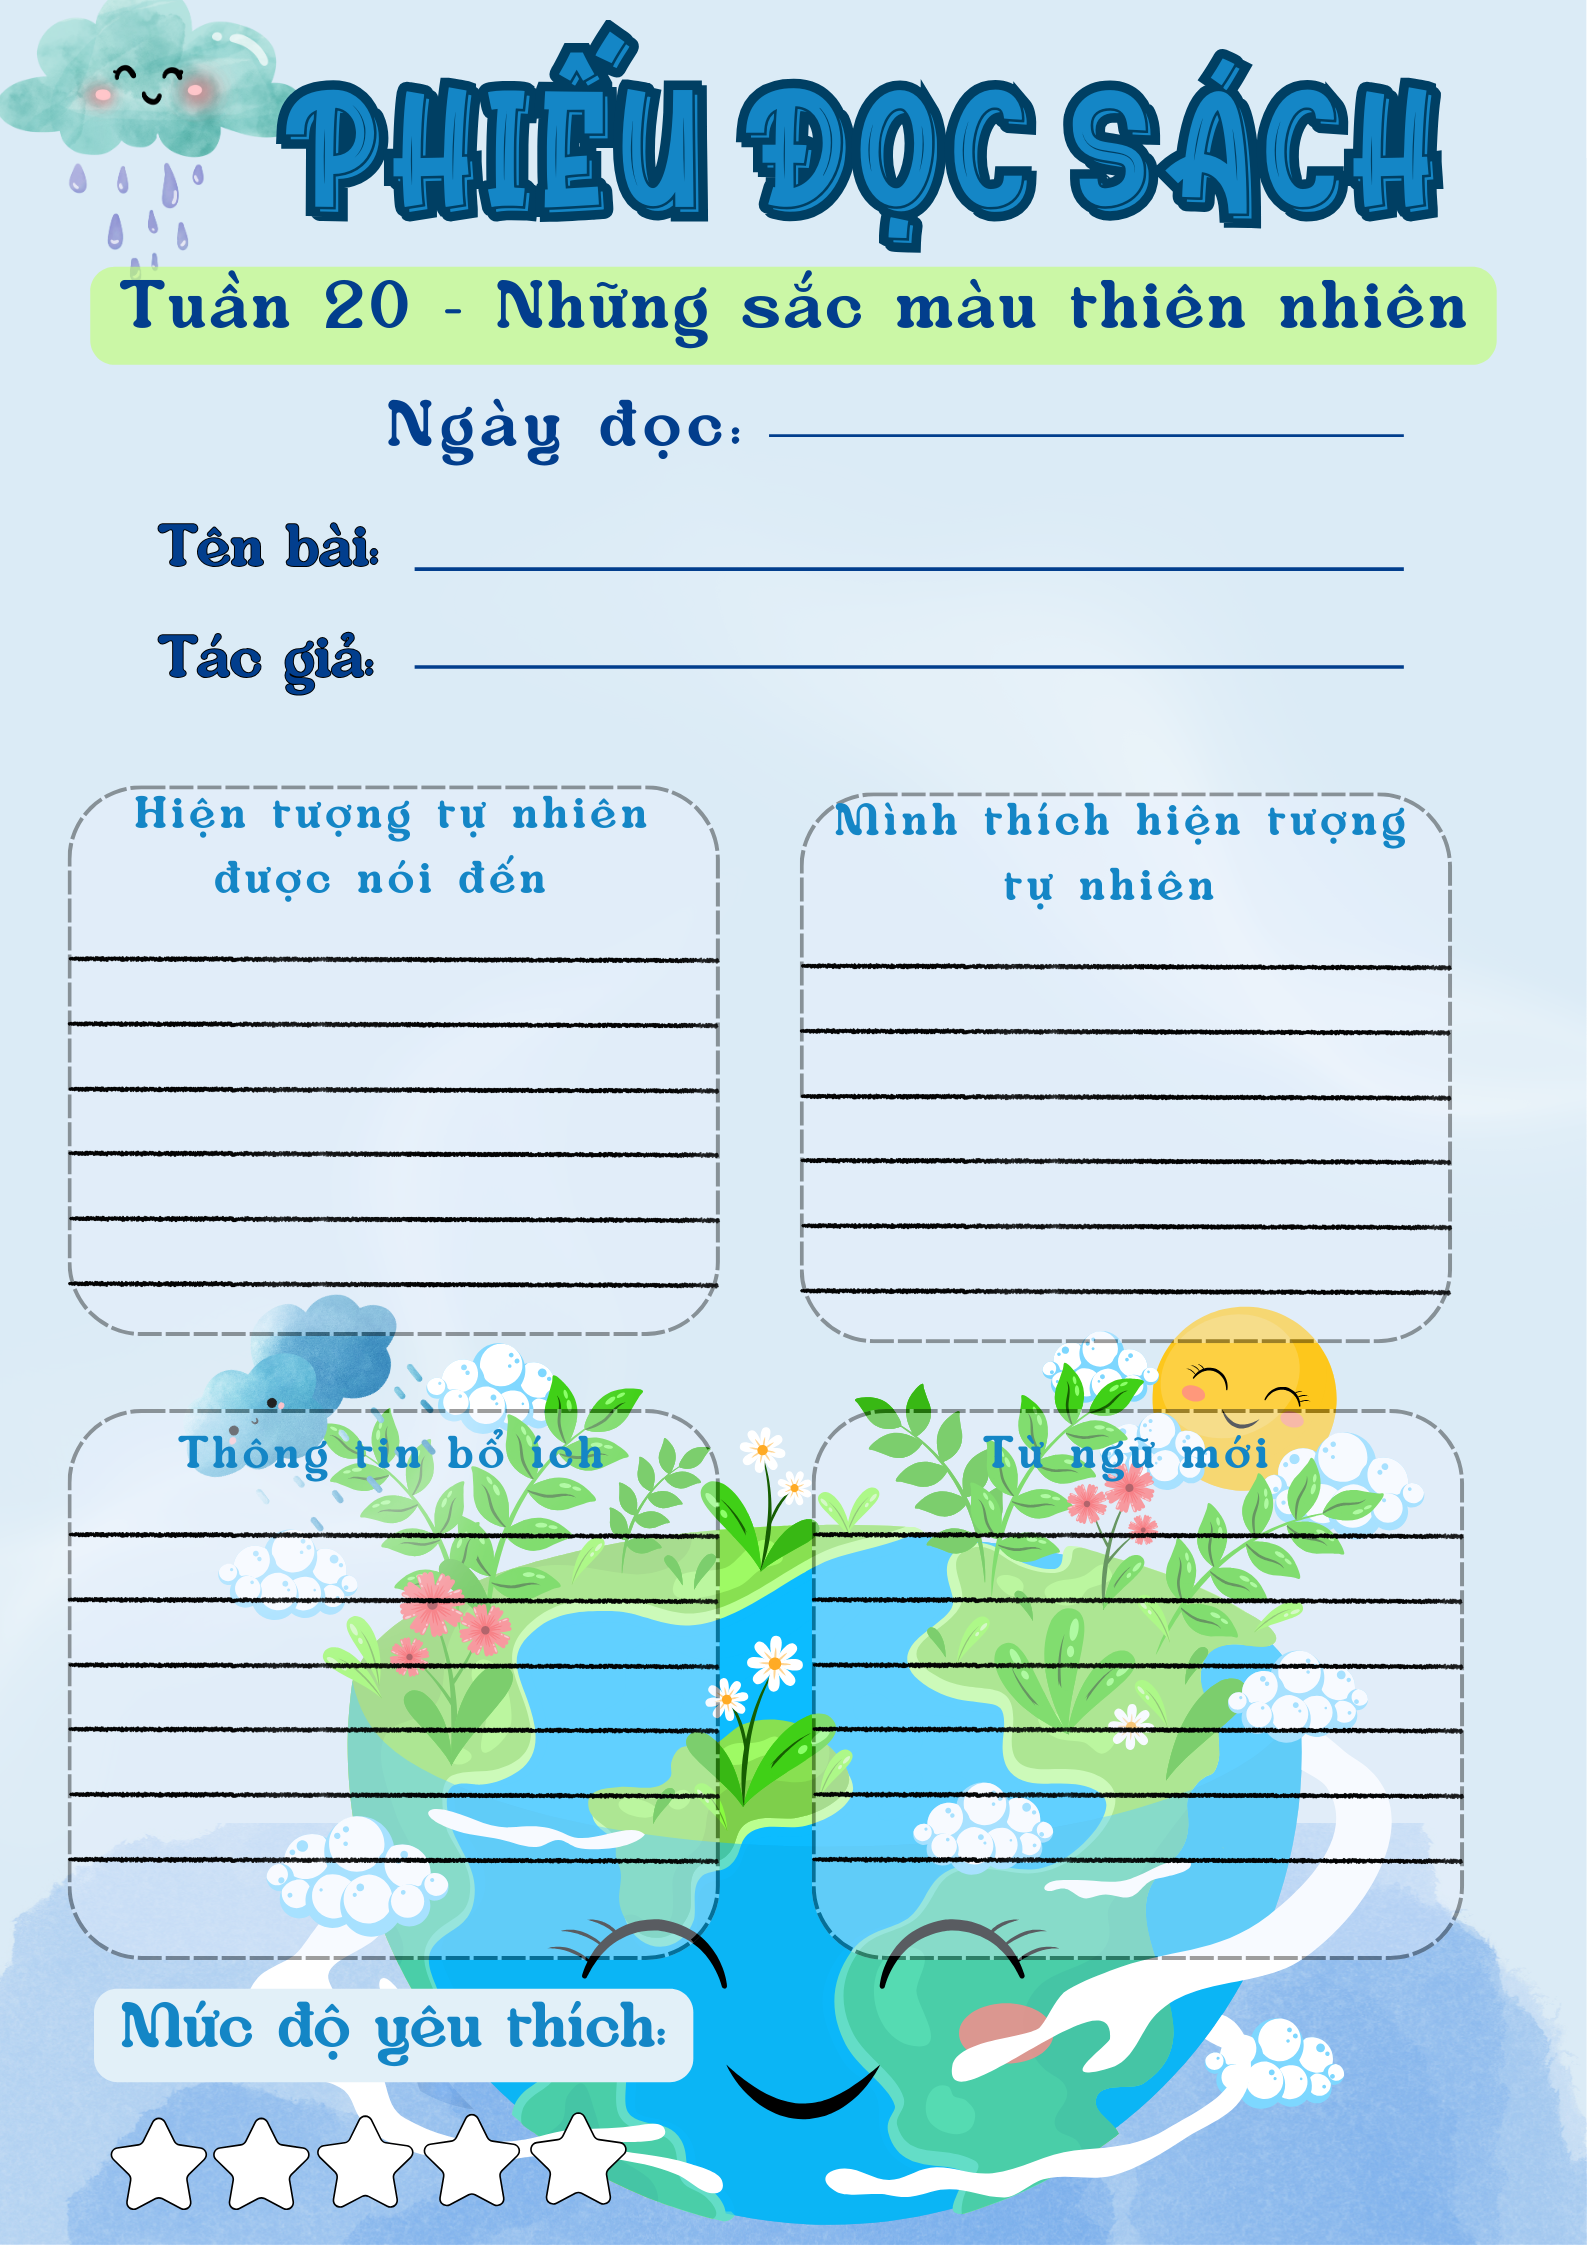 PHIẾU ĐỌC SÁCH
Tuần 20 - Những sắc màu thiên nhiên
Ngày đọc:
Tên bài:
Tác giả:
Hiện tượng tự nhiên
được nói đến
Mình thích hiện tượng
tự nhiên
Thông tin bổ ích
Từ ngữ mới
Mức độ yêu thích: